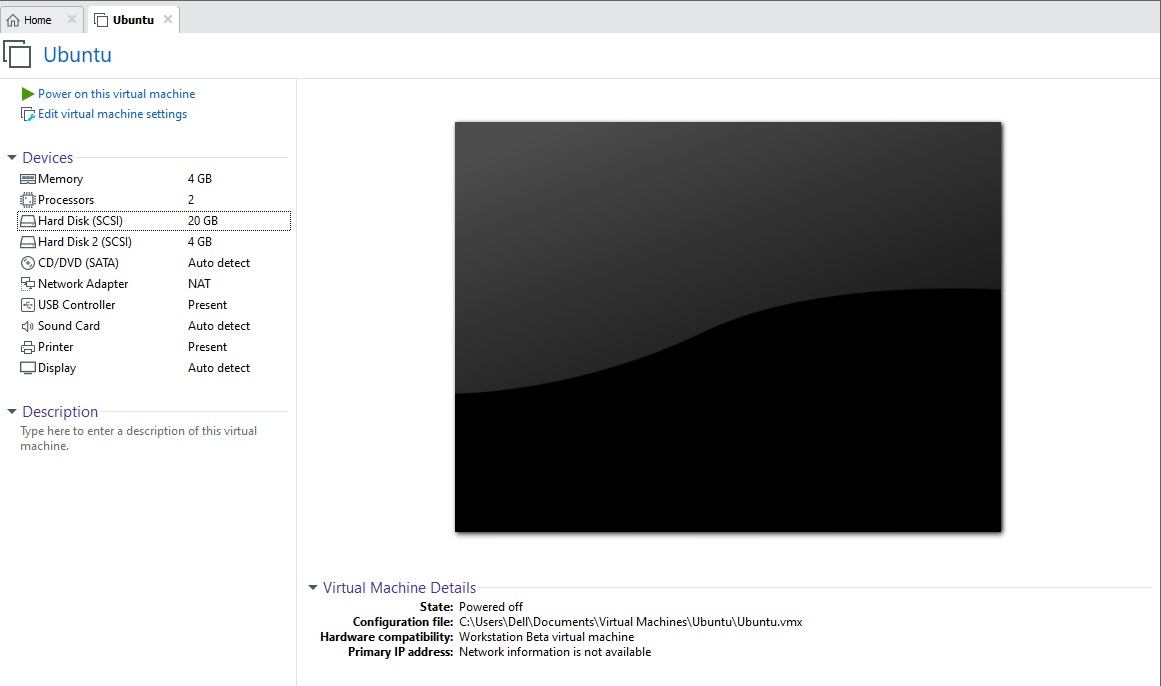 Home
Ubuntu
Ubuntu
Power on this virtual machine
Edit virtual machine settings
Devices
Memory 4 GB
Processors 2
Hard Disk (SCSI) 20 GB
Hard Disk 2 (SCSI) 4 GB
CD/DVD (SATA) Auto detect
Network Adapter NAT
USB Controller Present
Sound Card Auto detect
Printer Present
Display Auto detect
Description
Type here to enter a description of this virtual
machine.
Virtual Machine Details
State: Powered off
Configuration file: C:\Users\Dell\Documents\Virtual Machines\Ubuntu\Ubuntu.vmx
Hardware compatibility: Workstation Beta virtual machine
Primary IP address: Network information is not available